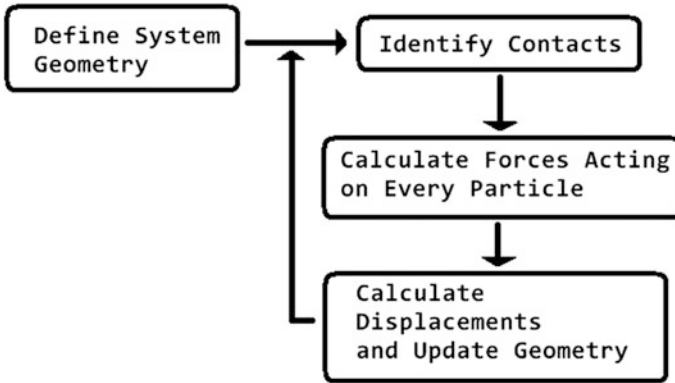 Define System
Geometry
Identify Contacts
Calculate Forces Acting
on Every Particle
Calculate
Displacements
and Update Geometry